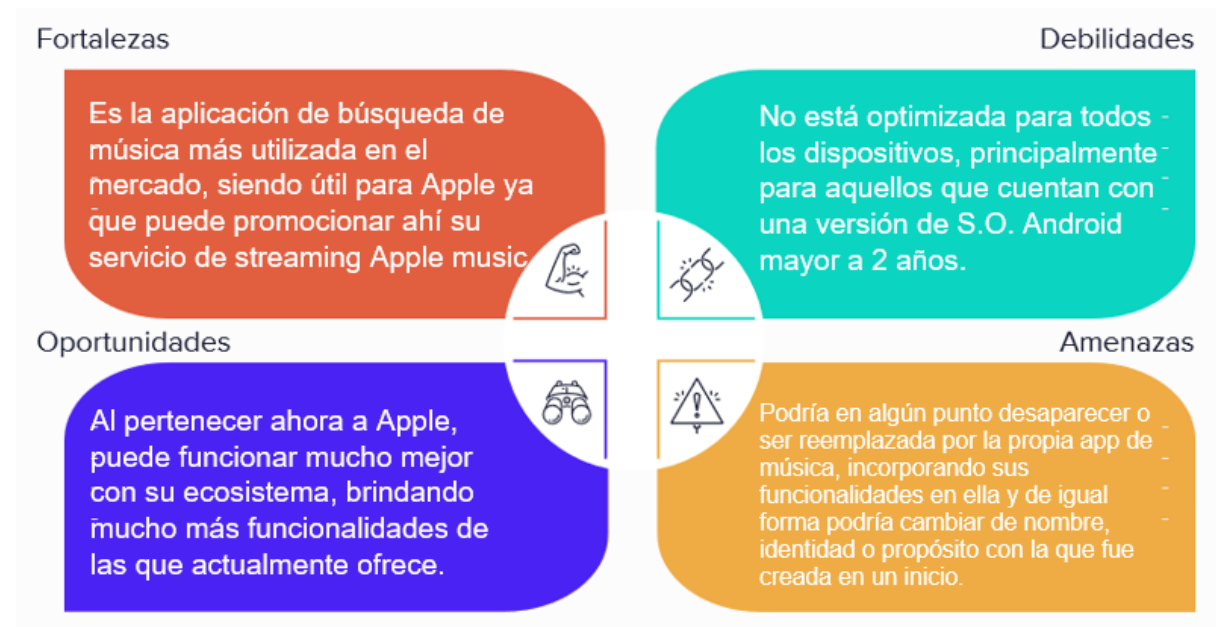 Fortalezas
Es la aplicación de búsqueda de
música más utilizada en el
mercado, siendo útil para Apple ya
que puede promocionar ahí su
servicio de streaming Apple music.
Debilidades
No está optimizada para todos
los dispositivos, principalmente
para aquellos que cuentan con
una versión de S.O. Android
mayor a 2 años.
Oportunidades
Al pertenecer ahora a Apple,
puede funcionar mucho mejor
con su ecosistema, brindando
mucho más funcionalidades de
las que actualmente ofrece.
Amenazas
Podría en algún punto desaparecer o
ser reemplazada por la propia app de
música, incorporando sus
funcionalidades en ella y de igual
forma podría cambiar de nombre,
identidad o propósito con la que fue
creada en un inicio.